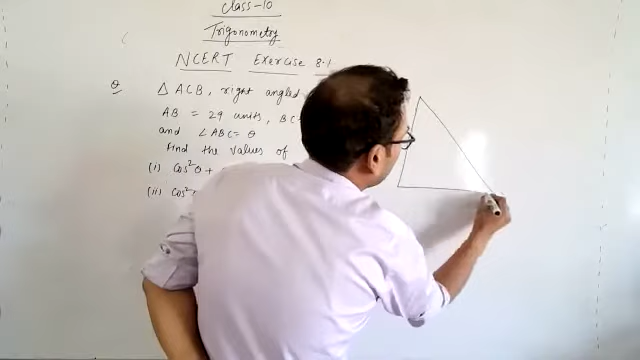 Class-10
Trigonometry
NCERT Exercise 8.1
Q △ ACB, right angled
AB = 29 units, BC=
and ∠ABC= θ
Find the values of
(i) Cos²θ +
(ii) Cos²